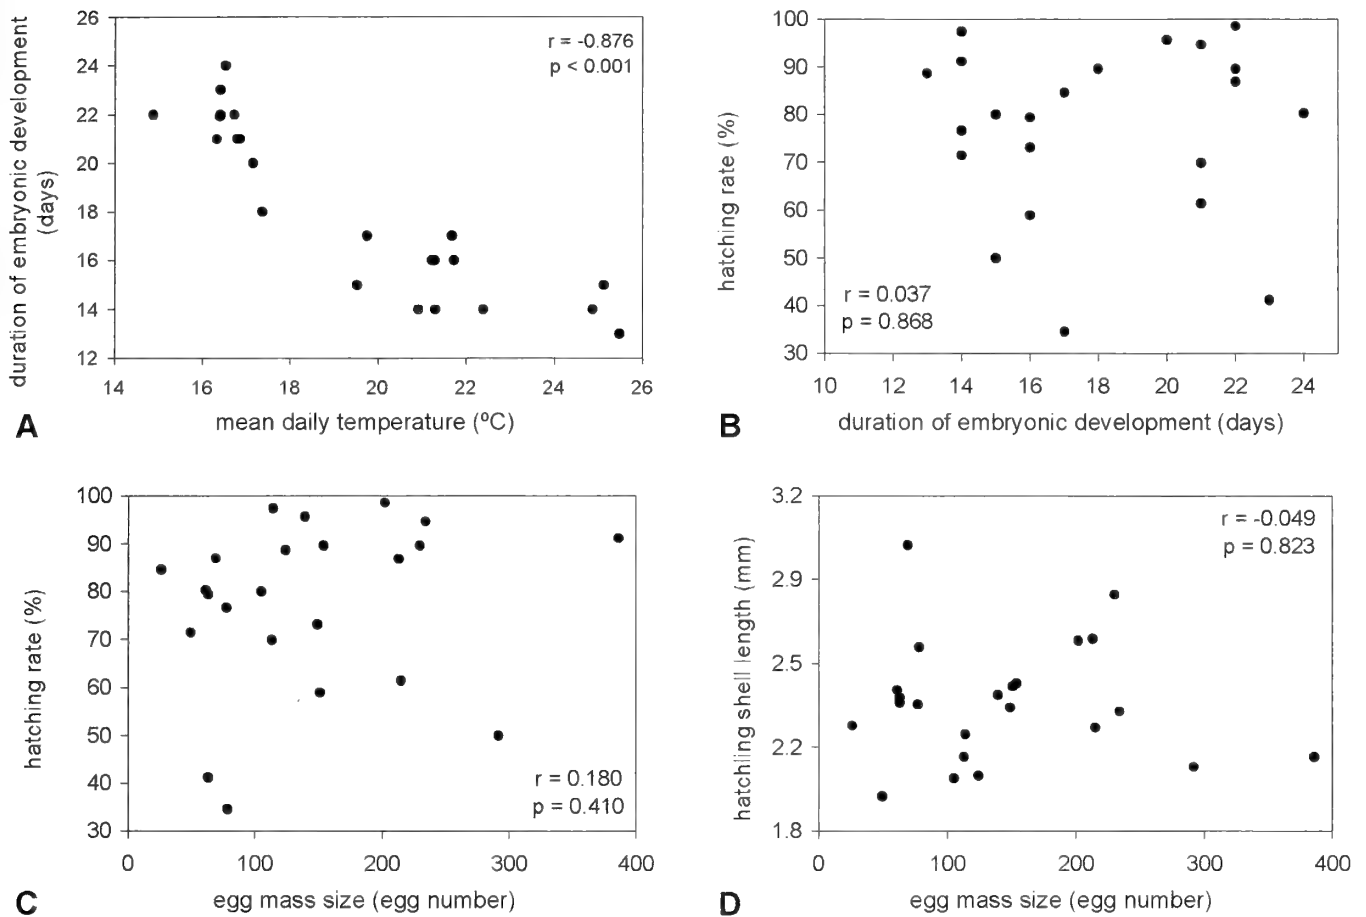 26
24
22
20
18
16
14
12
duration of embryonic development
(days)
r = -0.876
p < 0.001
14 16 18 20 22 24 26
mean daily temperature (ºC)
A
100
90
80
70
60
50
40
30
hatching rate (%)
r = 0.037
p = 0.868
10 12 14 16 18 20 22 24
duration of embryonic development (days)
B
100
90
80
70
60
50
40
30
hatching rate (%)
r = 0.180
p = 0.410
0 100 200 300 400
egg mass size (egg number)
C
3.2
2.9
2.5
2.2
1.8
hatchling shell length (mm)
r = -0.049
p = 0.823
0 100 200 300 400
egg mass size (egg number)
D